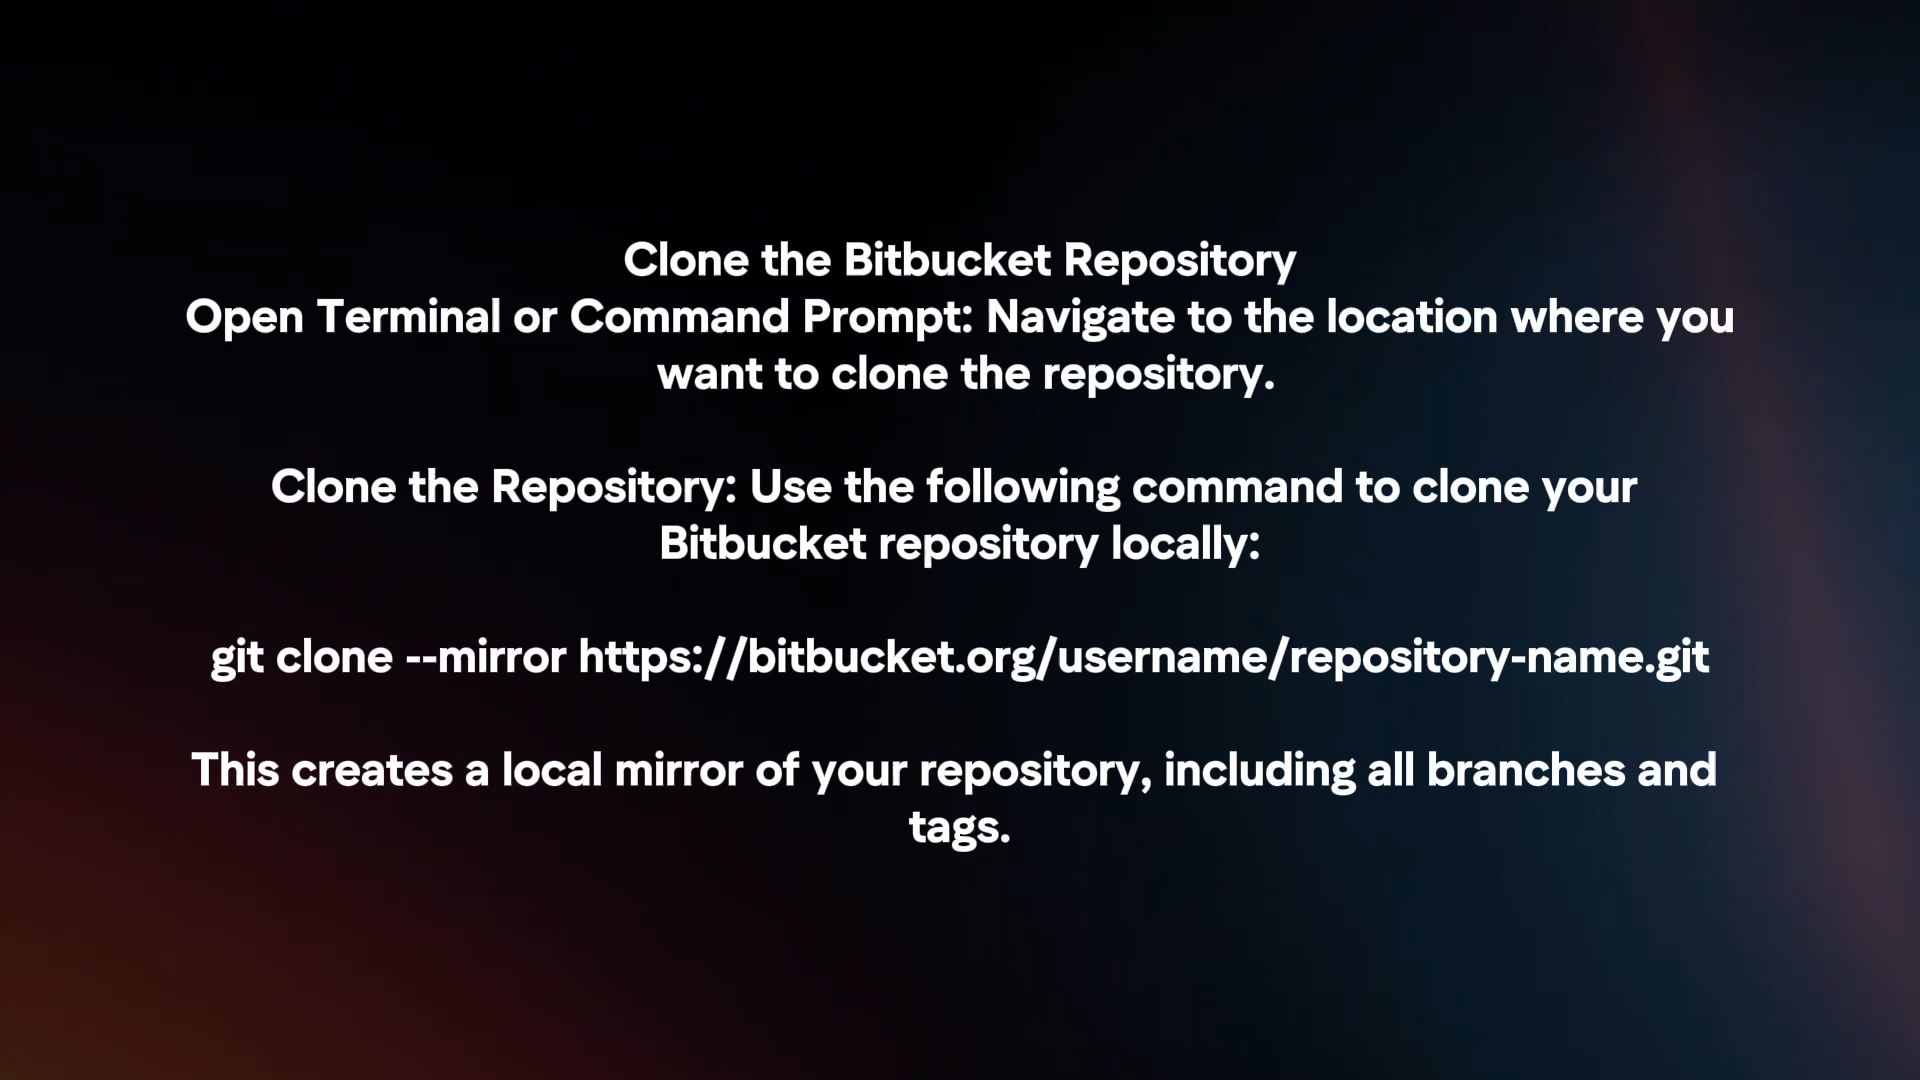 Clone the Bitbucket Repository
Open Terminal or Command Prompt: Navigate to the location where you
want to clone the repository.
Clone the Repository: Use the following command to clone your
Bitbucket repository locally:
git clone --mirror https://bitbucket.org/username/repository-name.git
This creates a local mirror of your repository, including all branches and
tags.